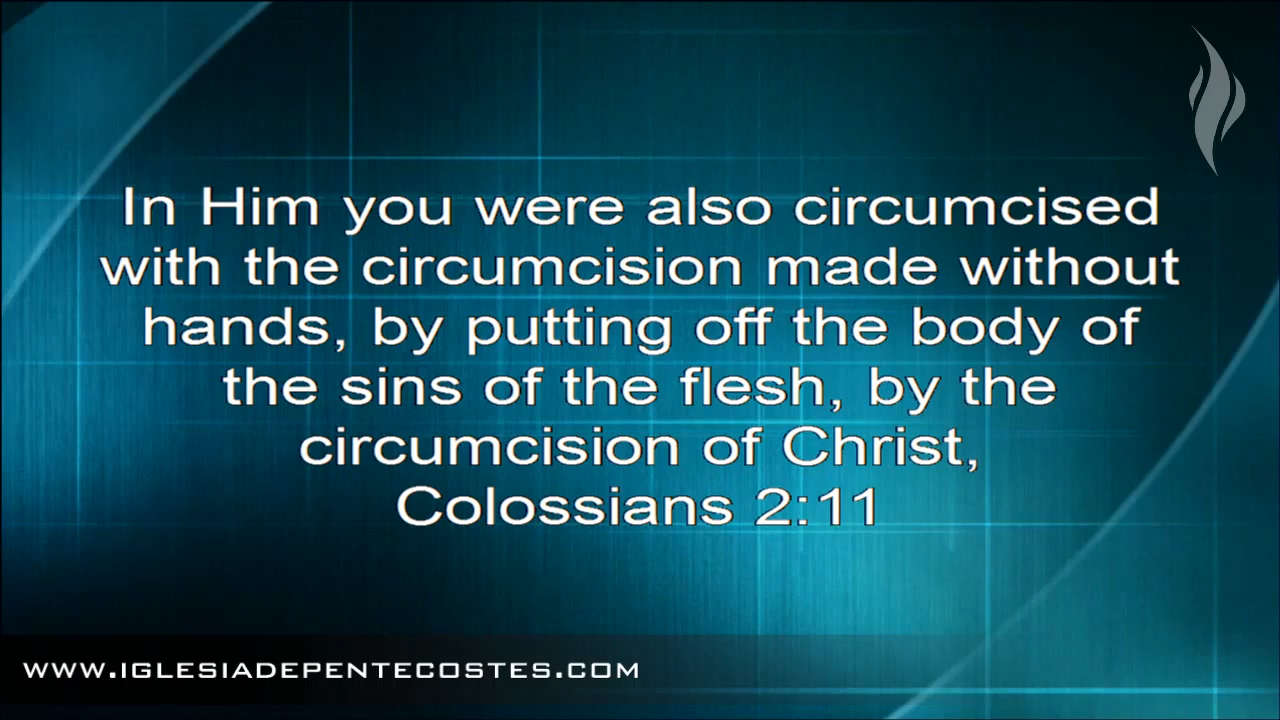 In Him you were also circumcised
with the circumcision made without
hands, by putting off the body of
the sins of the flesh, by the
circumcision of Christ,
Colossians 2:11
WWW.IGLESIADEPENTECOSTES.COM